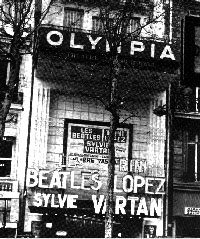 OLYMPIA
LES
BEATLES
SYLVIE
VARTAN
BEATLES LOPEZ
SYLVIE VARTAN